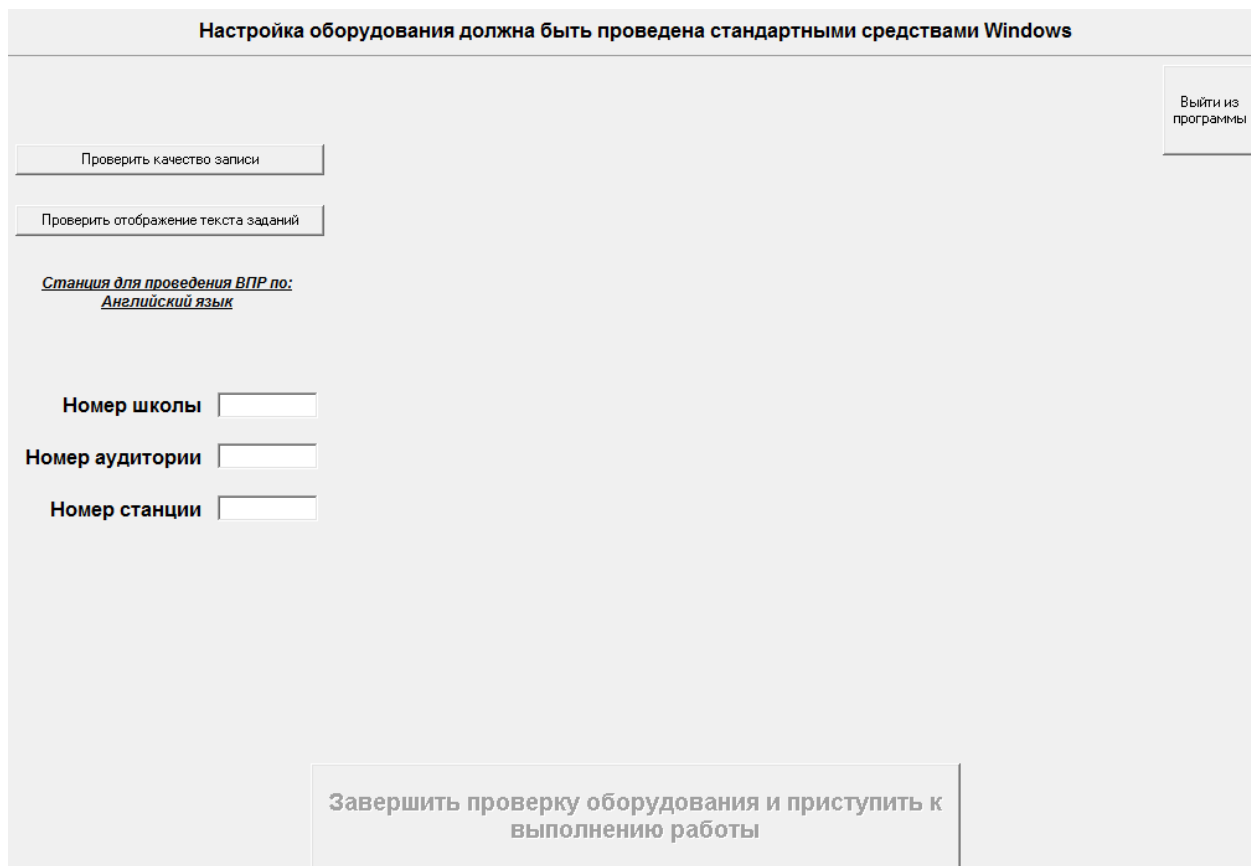 Настройка оборудования должна быть проведена стандартными средствами Windows
Выйти из
программы
Проверить качество записи
Проверить отображение текста заданий
Станция для проведения ВПР по:
Английский язык
Номер школы
Номер аудитории
Номер станции
Завершить проверку оборудования и приступить к
выполнению работы